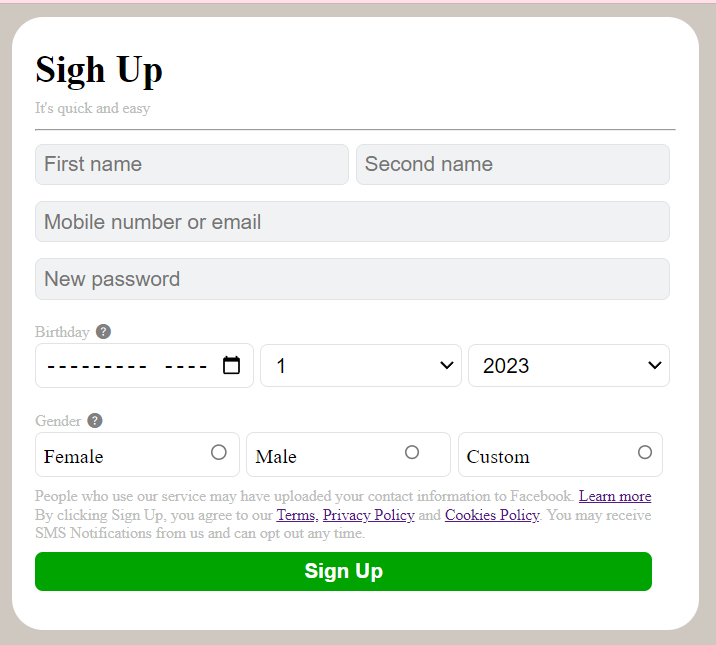 Sigh Up
It's quick and easy
First name Second name
Mobile number or email
New password
Birthday ?
--------- ---- 1 2023
Gender ?
Female Male Custom
People who use our service may have uploaded your contact information to Facebook. Learn more
By clicking Sign Up, you agree to our Terms, Privacy Policy and Cookies Policy. You may receive
SMS Notifications from us and can opt out any time.
Sign Up